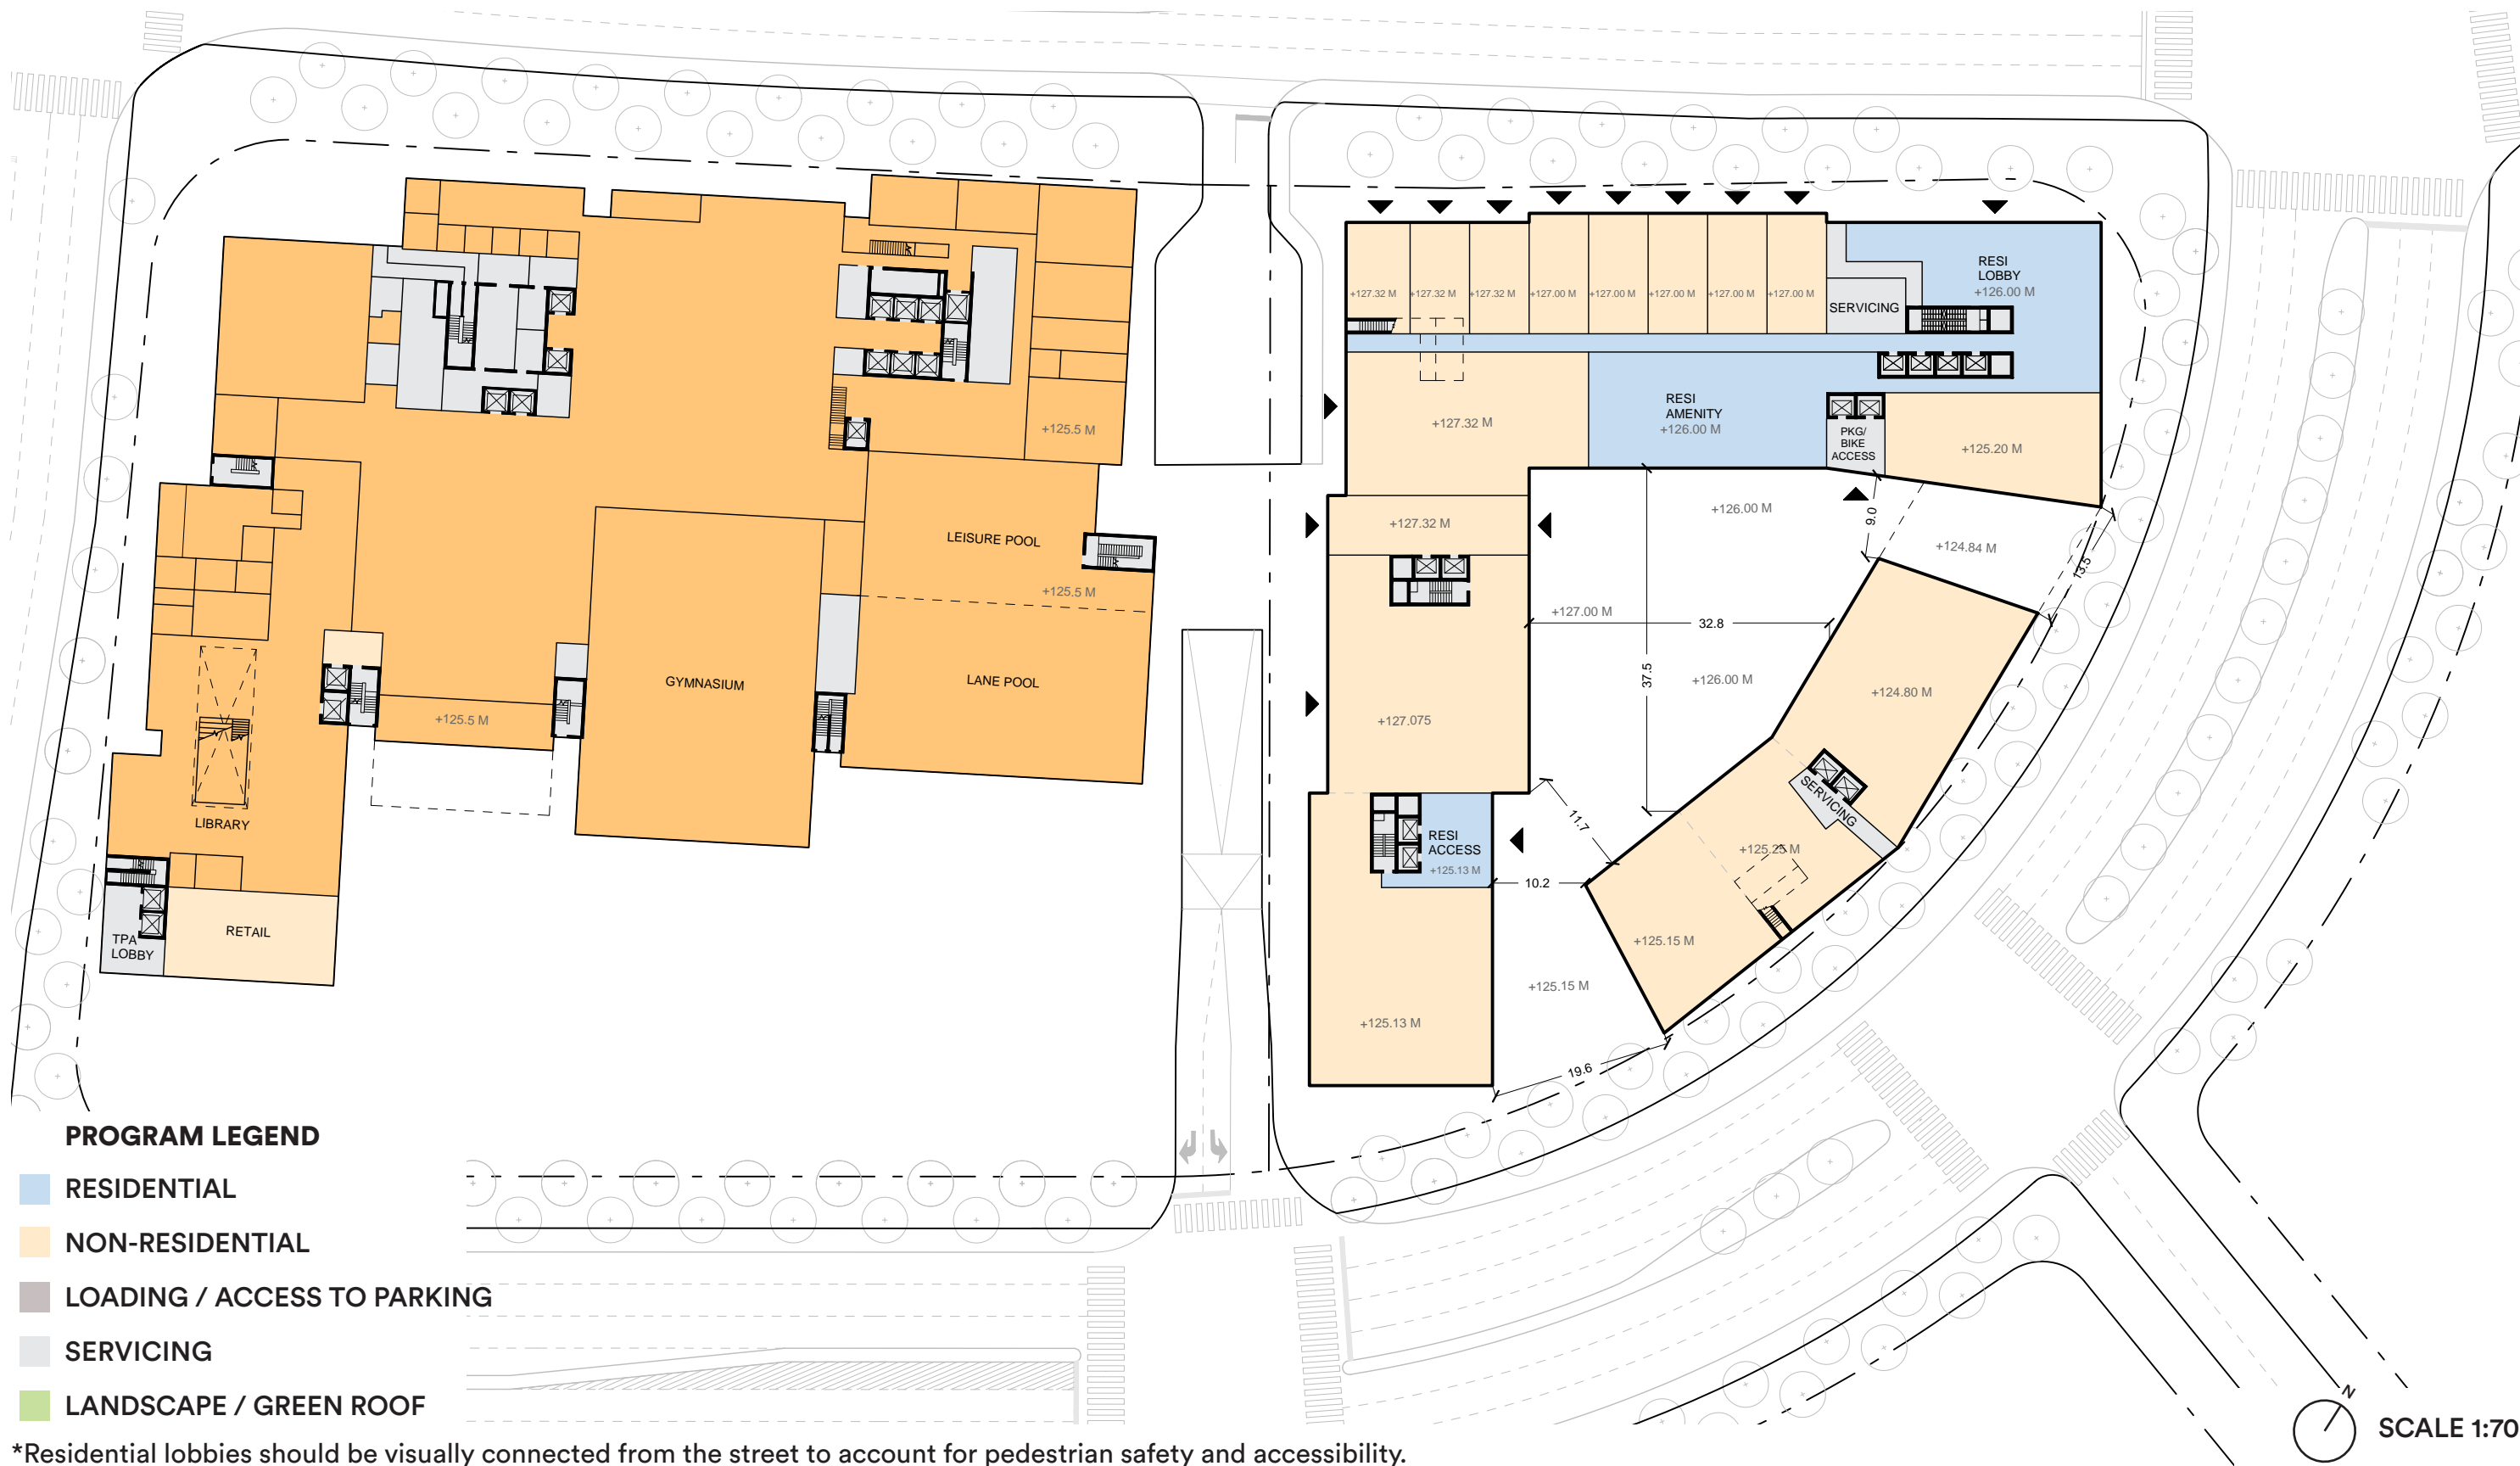 RESI
LOBBY
+126.00 M
+127.32 M
+127.32 M
+127.32 M
+127.00 M
+127.00 M
+127.00 M
+127.00 M
+127.00 M
SERVICING
RESI
AMENITY
+126.00 M
+127.32 M
PKG/
BIKE
ACCESS
+125.20 M
+125.5 M
+126.00 M
9.0
+127.32 M
LEISURE POOL
+124.84 M
13.5
+125.5 M
+127.00 M
32.8
37.5
GYMNASIUM
LANE POOL
+126.00 M
+124.80 M
+125.5 M
+127.075
SERVICING
LIBRARY
11.7
RESI
ACCESS
+125.13 M
+125.25 M
10.2
RETAIL
TPA
LOBBY
+125.15 M
+125.15 M
+125.13 M
19.6
PROGRAM LEGEND
RESIDENTIAL
NON-RESIDENTIAL
LOADING / ACCESS TO PARKING
SERVICING
LANDSCAPE / GREEN ROOF
N
SCALE 1:70
*Residential lobbies should be visually connected from the street to account for pedestrian safety and accessibility.